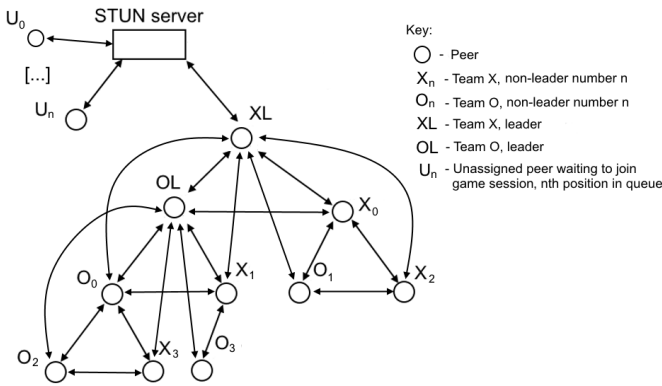 U₀
STUN server
[...]
Uₙ
XL
OL
X₀
O₀
X₁
O₁
X₂
O₂
X₃
O₃
Key:
- Peer
Xₙ - Team X, non-leader number n
Oₙ - Team O, non-leader number n
XL - Team X, leader
OL - Team O, leader
Uₙ - Unassigned peer waiting to join
game session, nth position in queue